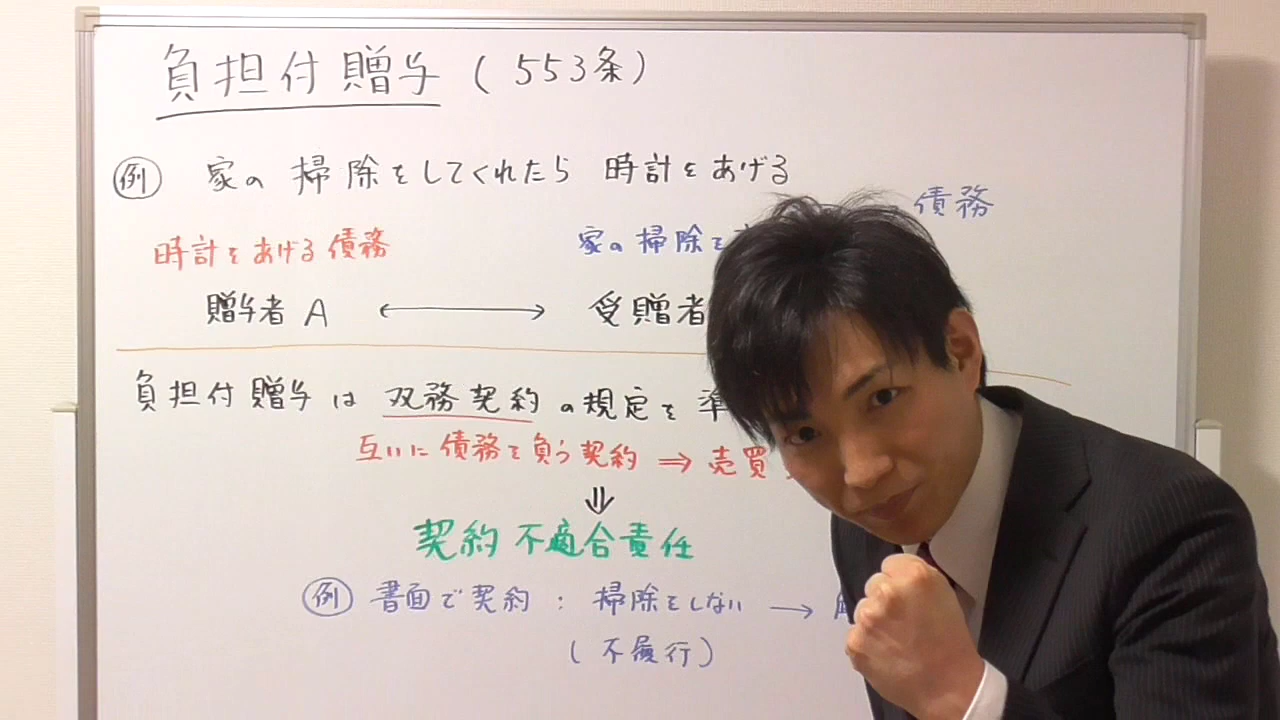 負担付贈与(553条)
例 家の掃除をしてくれたら 時計をあげる
債務
時計をあげる債務 家の掃除を
贈与者 A ←→ 受贈者
負担付贈与は 双務契約の規定を準
互いに債務を負う契約 ⇒ 売買
⇓
契約不適合責任
例 書面で契約 : 掃除をしない →
(不履行)